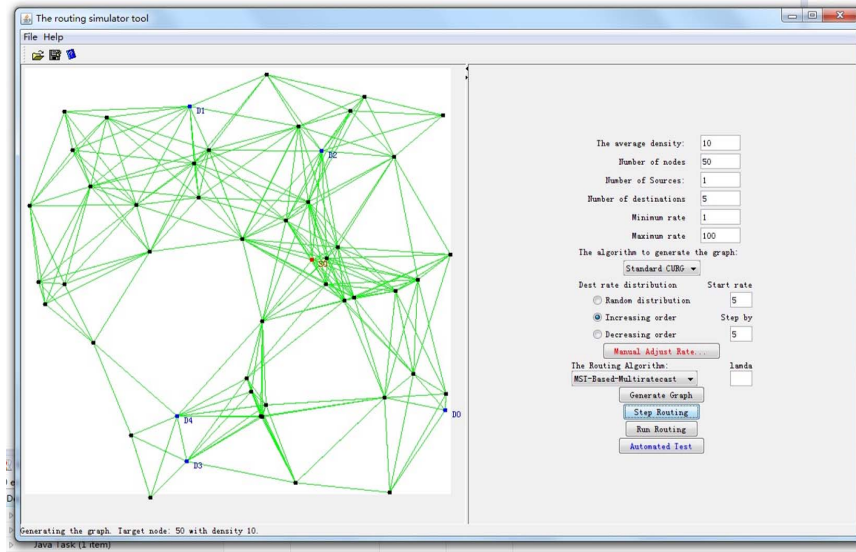 The routing simulator tool
File Help
D1
D2
S0
D0
D4
D3
The average density: 10
Number of nodes 50
Number of Sources: 1
Number of destinations 5
Minimum rate 1
Maximum rate 100
The algorithm to generate the graph:
Standard CURG
Dest rate distribution Start rate
Random distribution 5
Increasing order Step by
Decreasing order 5
Manual Adjust Rate...
The Routing Algorithm: lamda
MST-Based-Multiratecast
Generate Graph
Step Routing
Run Routing
Automated Test
Generating the graph. Target node: 50 with density 10.
Java Task (1 item)